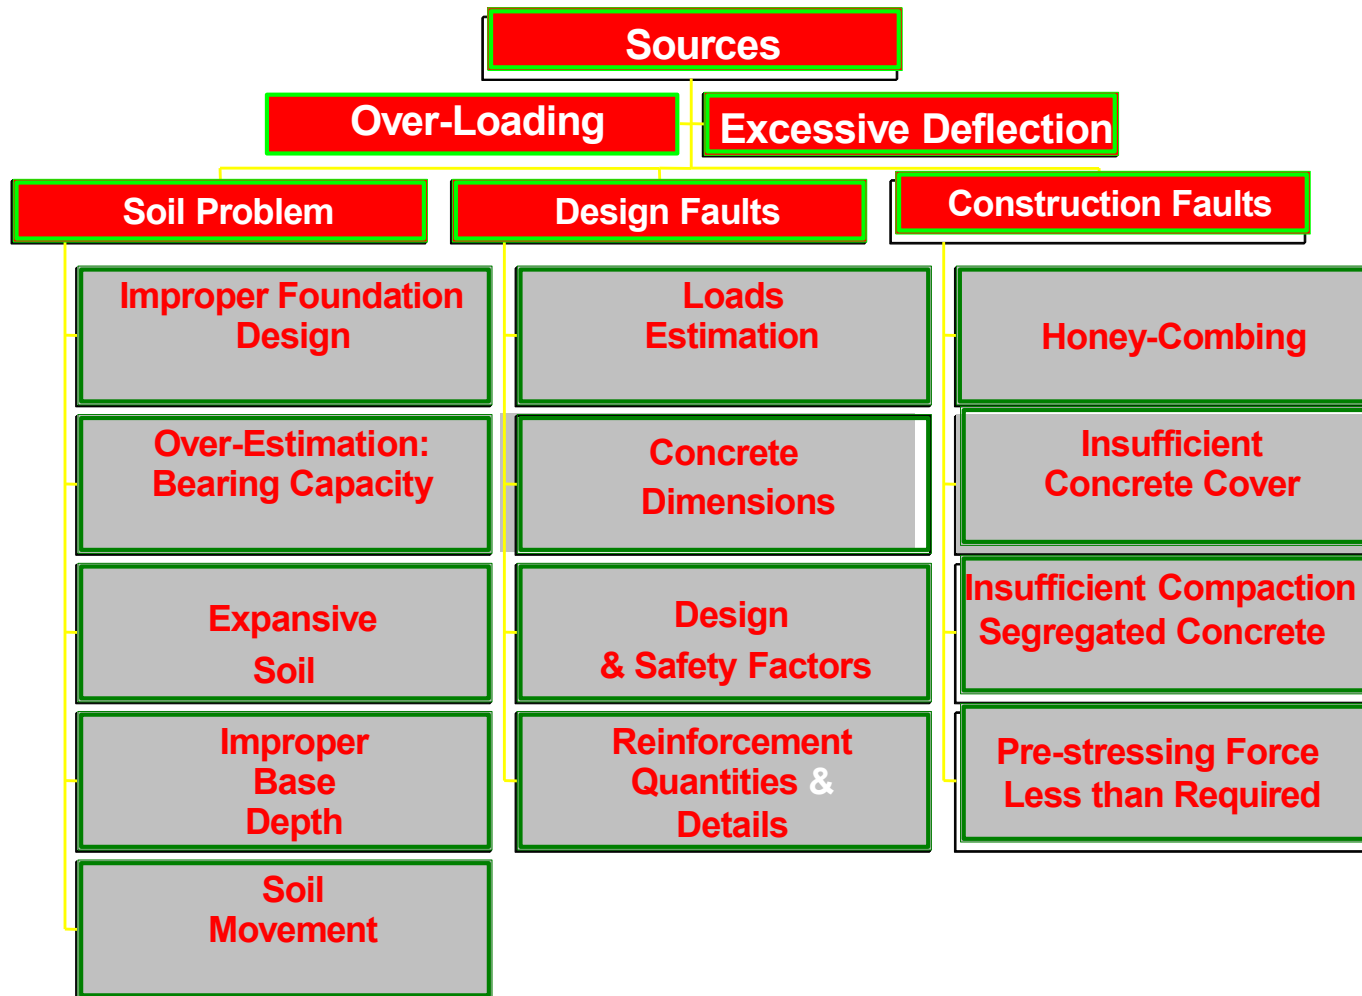 Sources
Over-Loading
Excessive Deflection
Soil Problem
Design Faults
Construction Faults
Improper Foundation
Design
Over-Estimation:
Bearing Capacity
Expansive
Soil
Improper
Base
Depth
Soil
Movement
Loads
Estimation
Concrete
Dimensions
Design
& Safety Factors
Reinforcement
Quantities &
Details
Honey-Combing
Insufficient
Concrete Cover
Insufficient Compaction
Segregated Concrete
Pre-stressing Force
Less than Required